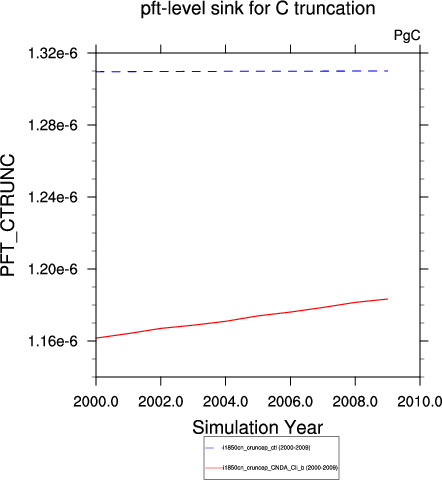 pft-level sink for C truncation
PgC
1.32e-6
1.28e-6
1.24e-6
1.20e-6
1.16e-6
PFT_CTRUNC
2000.0 2002.0 2004.0 2006.0 2008.0 2010.0
Simulation Year
i1850cn_cruncep_ctl (2000-2009)
i1850cn_cruncep_CNDA_Cli_b (2000-2009)